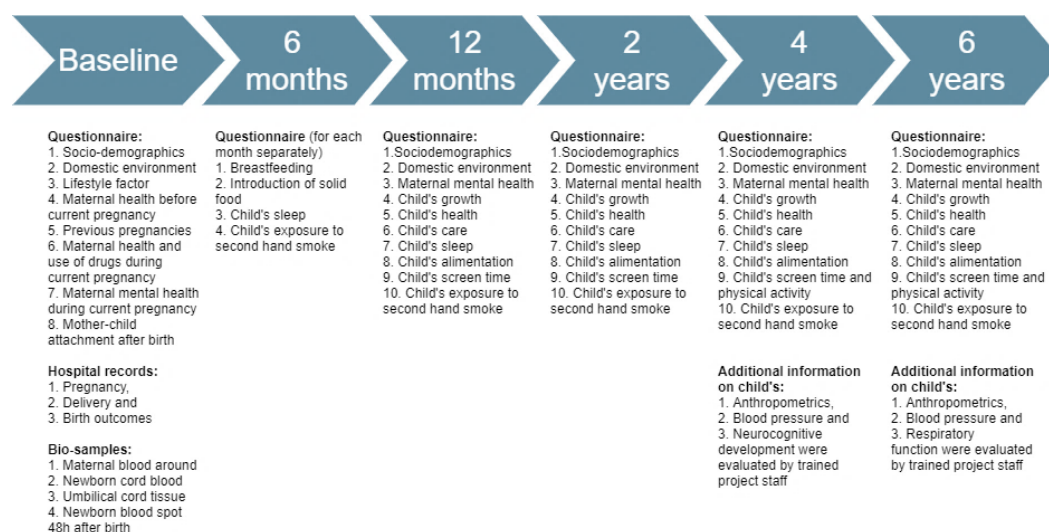 Baseline
6
months
12
months
2
years
4
years
6
years
Questionnaire:
1. Socio-demographics
2. Domestic environment
3. Lifestyle factor
4. Maternal health before
current pregnancy
5. Previous pregnancies
6. Maternal health and
use of drugs during
current pregnancy
7. Maternal mental health
during current pregnancy
8. Mother-child
attachment after birth
Hospital records:
1. Pregnancy,
2. Delivery and
3. Birth outcomes
Bio-samples:
1. Maternal blood around
2. Newborn cord blood
3. Umbilical cord tissue
4. Newborn blood spot
48h after birth
Questionnaire (for each
month separately)
1. Breastfeeding
2. Introduction of solid
food
3. Child's sleep
4. Child's exposure to
second hand smoke
Questionnaire:
1.Sociodemographics
2. Domestic environment
3. Maternal mental health
4. Child's growth
5. Child's health
6. Child's care
7. Child's sleep
8. Child's alimentation
9. Child's screen time
10. Child's exposure to
second hand smoke
Questionnaire:
1.Sociodemographics
2. Domestic environment
3. Maternal mental health
4. Child's growth
5. Child's health
6. Child's care
7. Child's sleep
8. Child's alimentation
9. Child's screen time
10. Child's exposure to
second hand smoke
Questionnaire:
1.Sociodemographics
2. Domestic environment
3. Maternal mental health
4. Child's growth
5. Child's health
6. Child's care
7. Child's sleep
8. Child's alimentation
9. Child's screen time and
physical activity
10. Child's exposure to
second hand smoke
Additional information
on child's:
1. Anthropometrics,
2. Blood pressure and
3. Neurocognitive
development were
evaluated by trained
project staff
Questionnaire:
1.Sociodemographics
2. Domestic environment
3. Maternal mental health
4. Child's growth
5. Child's health
6. Child's care
7. Child's sleep
8. Child's alimentation
9. Child's screen time and
physical activity
10. Child's exposure to
second hand smoke
Additional information
on child's:
1. Anthropometrics,
2. Blood pressure and
3. Respiratory
function were evaluated
by trained project staff